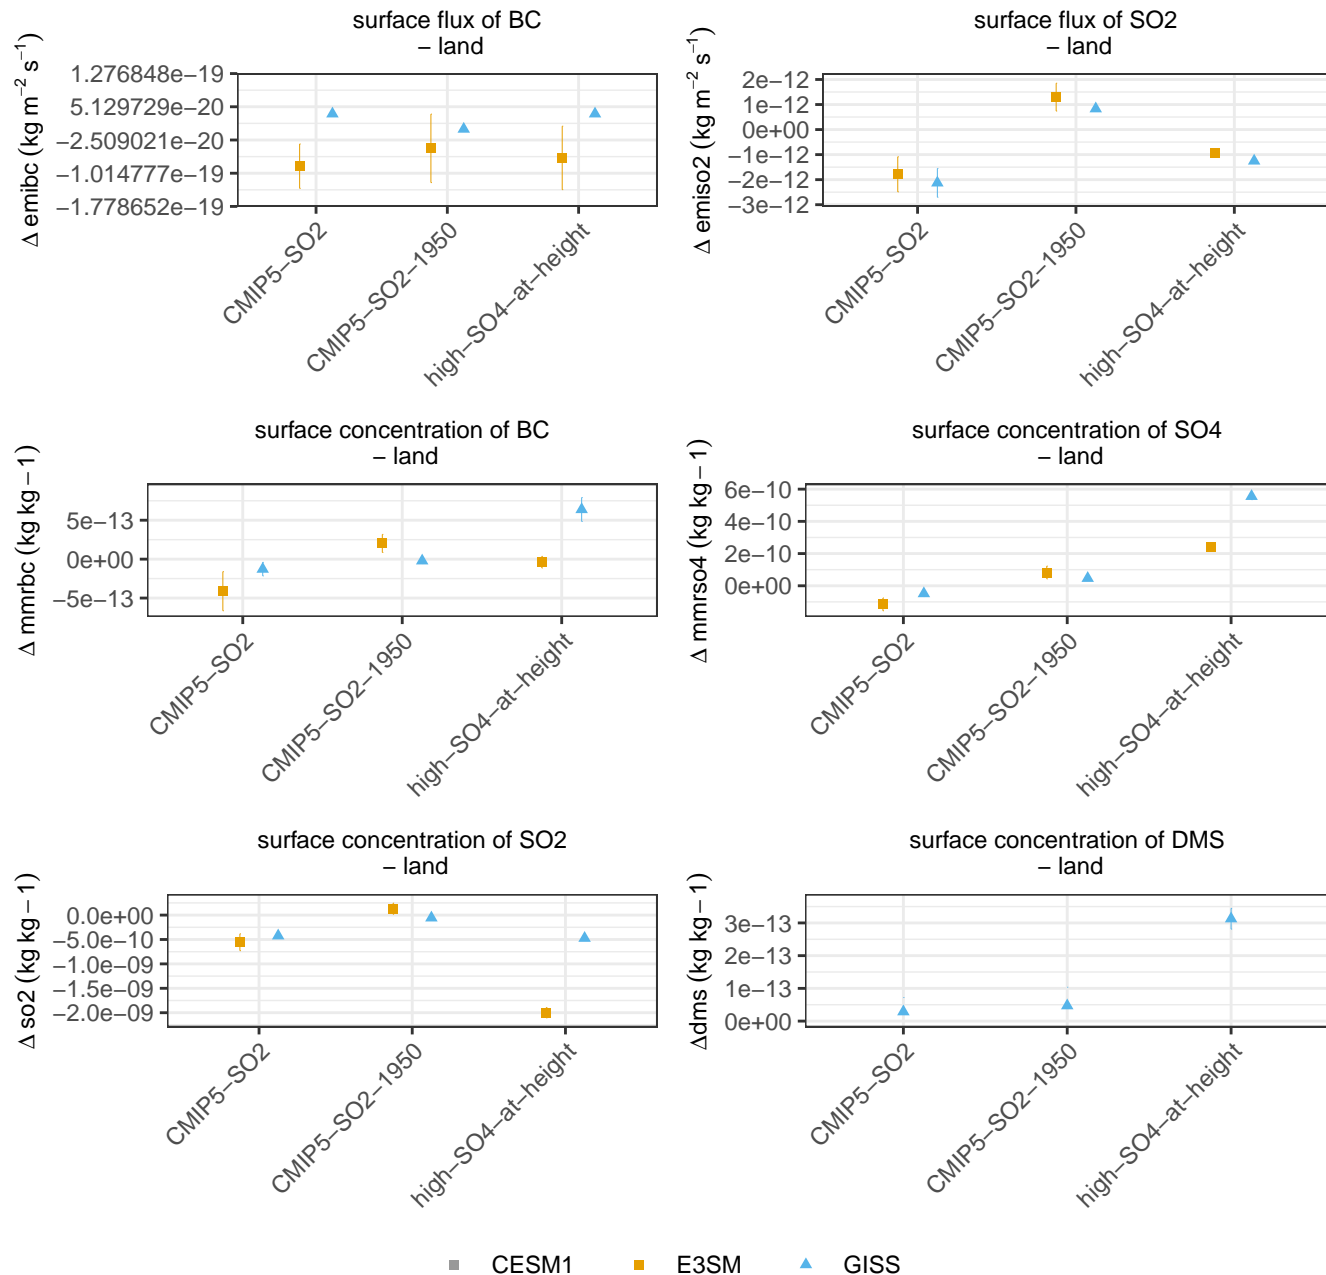 surface flux of BC
– land
Δ emibc (kg m−2 s−1)
1.276848e−19
5.129729e−20
−2.509021e−20
−1.014777e−19
−1.778652e−19
CMIP5−SO2
CMIP5−SO2−1950
high−SO4−at−height
surface flux of SO2
– land
Δ emiso2 (kg m−2 s−1)
2e−12
1e−12
0e+00
−1e−12
−2e−12
−3e−12
CMIP5−SO2
CMIP5−SO2−1950
high−SO4−at−height
surface concentration of BC
– land
Δ mmrbc (kg kg−1)
5e−13
0e+00
−5e−13
CMIP5−SO2
CMIP5−SO2−1950
high−SO4−at−height
surface concentration of SO4
– land
Δ mmrso4 (kg kg−1)
6e−10
4e−10
2e−10
0e+00
CMIP5−SO2
CMIP5−SO2−1950
high−SO4−at−height
surface concentration of SO2
– land
Δ so2 (kg kg−1)
0.0e+00
−5.0e−10
−1.0e−09
−1.5e−09
−2.0e−09
CMIP5−SO2
CMIP5−SO2−1950
high−SO4−at−height
surface concentration of DMS
– land
Δdms (kg kg−1)
3e−13
2e−13
1e−13
0e+00
CMIP5−SO2
CMIP5−SO2−1950
high−SO4−at−height
CESM1 E3SM GISS